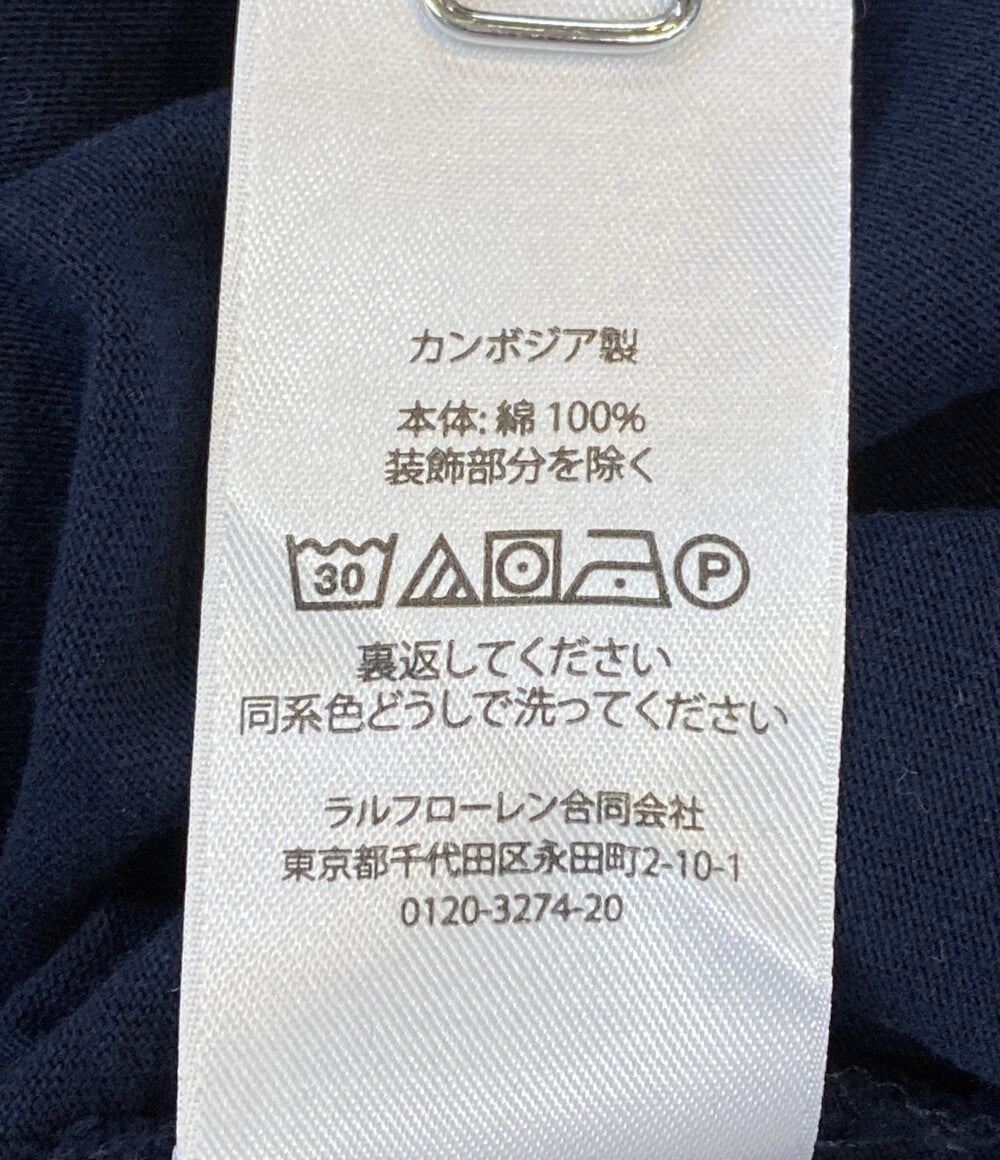 カンボジア製
本体: 綿 100%
装飾部分を除く
30 P
裏返してください
同系色どうしで洗ってください
ラルフローレン合同会社
東京都千代田区永田町2-10-1
0120-3274-20